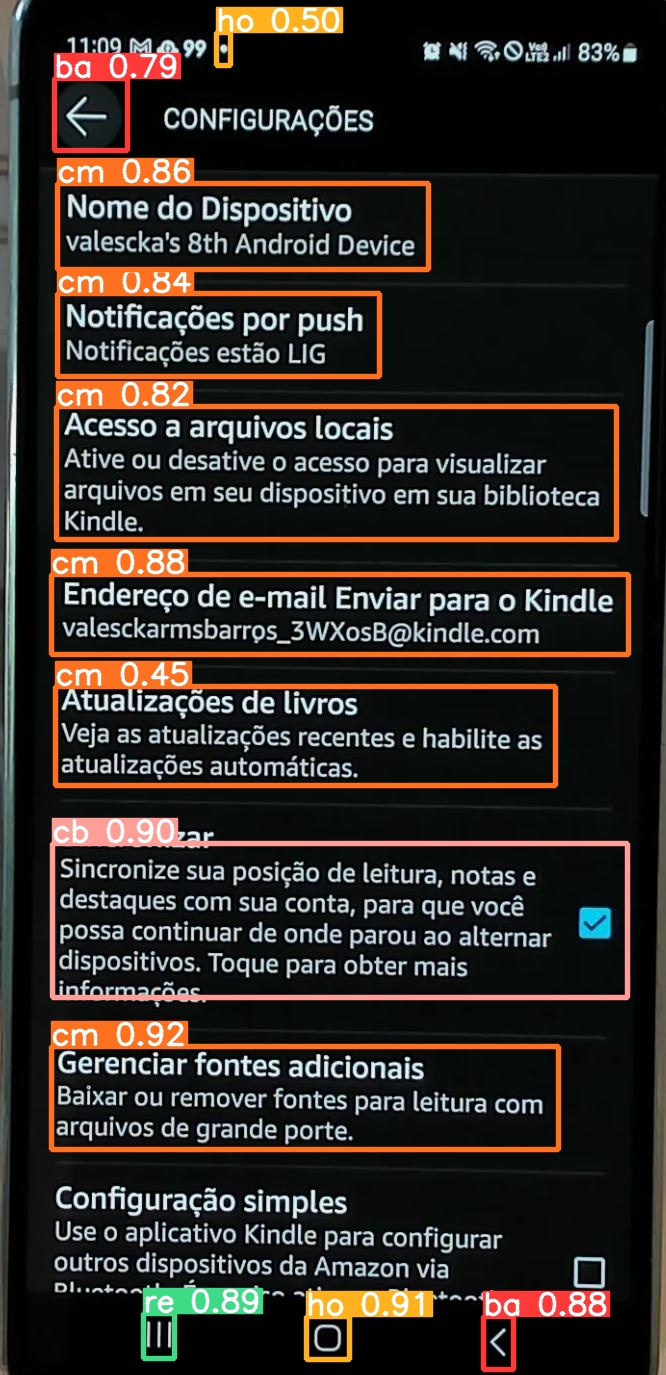 ho 0.50
11:09 99 83%
ba 0.79
CONFIGURAÇÕES
cm 0.86
Nome do Dispositivo
valescka's 8th Android Device
cm 0.84
Notificações por push
Notificações estão LIG
cm 0.82
Acesso a arquivos locais
Ative ou desative o acesso para visualizar
arquivos em seu dispositivo em sua biblioteca
Kindle.
cm 0.88
Endereço de e-mail Enviar para o Kindle
valesckarmsbarros_3WXosB@kindle.com
cm 0.45
Atualizações de livros
Veja as atualizações recentes e habilite as
atualizações automáticas.
cb 0.90
Sincronize sua posição de leitura, notas e
destaques com sua conta, para que você
possa continuar de onde parou ao alternar
dispositivos. Toque para obter mais
informações.
cm 0.92
Gerenciar fontes adicionais
Baixar ou remover fontes para leitura com
arquivos de grande porte.
Configuração simples
Use o aplicativo Kindle para configurar
outros dispositivos da Amazon via
re 0.89 ho 0.91 ba 0.88